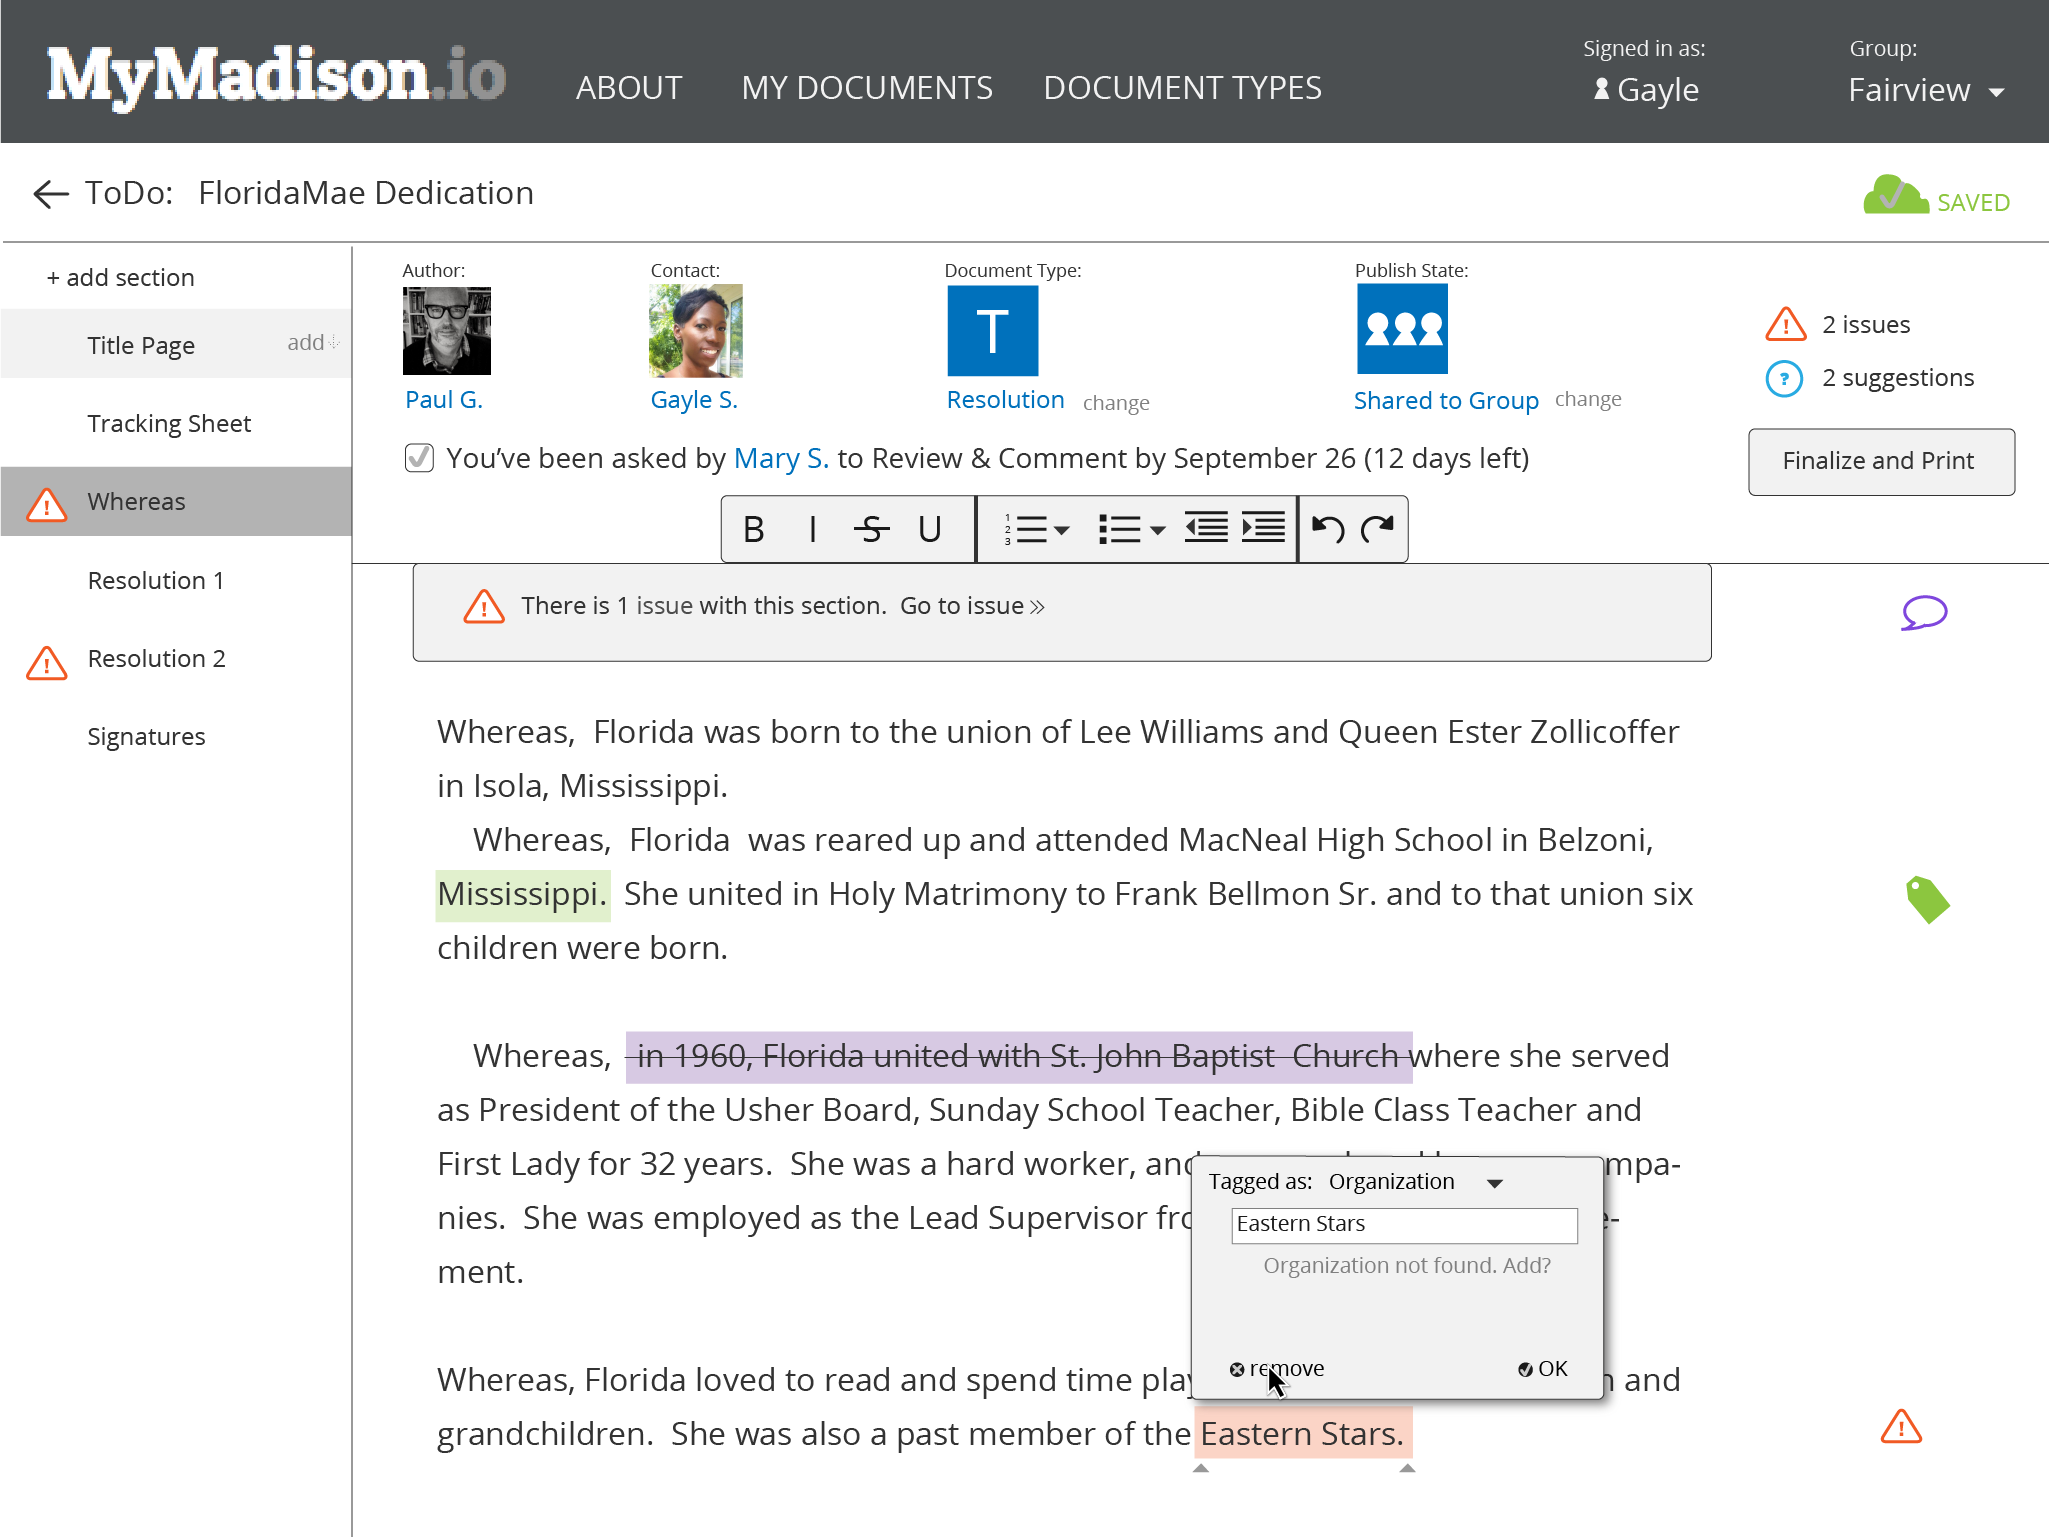 MyMadison.io
ABOUT
MY DOCUMENTS
DOCUMENT TYPES
Signed in as:
Gayle
Group:
Fairview
ToDo: FloridaMae Dedication
SAVED
+ add section
Title Page add
Tracking Sheet
Whereas
Resolution 1
Resolution 2
Signatures
Author:
Paul G.
Contact:
Gayle S.
Document Type:
T
Resolution change
Publish State:
Shared to Group change
2 issues
2 suggestions
You've been asked by Mary S. to Review & Comment by September 26 (12 days left)
Finalize and Print
B I S U
1
2
3
There is 1 issue with this section. Go to issue »
Whereas, Florida was born to the union of Lee Williams and Queen Ester Zollicoffer
in Isola, Mississippi.
Whereas, Florida was reared up and attended MacNeal High School in Belzoni,
Mississippi. She united in Holy Matrimony to Frank Bellmon Sr. and to that union six
children were born.
Whereas, in 1960, Florida united with St. John Baptist Church where she served
as President of the Usher Board, Sunday School Teacher, Bible Class Teacher and
First Lady for 32 years. She was a hard worker, and mpa-
nies. She was employed as the Lead Supervisor fro e-
ment.
Whereas, Florida loved to read and spend time play n and
grandchildren. She was also a past member of the Eastern Stars.
Tagged as: Organization
Eastern Stars
Organization not found. Add?
remove
OK